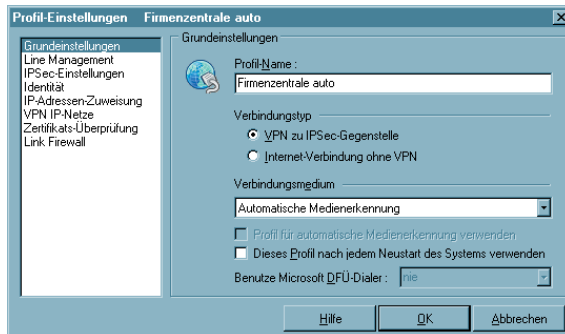 Profil-Einstellungen Firmenzentrale auto
Grundeinstellungen
Line Management
IPSec-Einstellungen
Identität
IP-Adressen-Zuweisung
VPN IP-Netze
Zertifikats-Überprüfung
Link Firewall
Grundeinstellungen
Profil-Name :
Firmenzentrale auto
Verbindungstyp
VPN zu IPSec-Gegenstelle
Internet-Verbindung ohne VPN
Verbindungsmedium
Automatische Medienerkennung
Profil für automatische Medienerkennung verwenden
Dieses Profil nach jedem Neustart des Systems verwenden
Benutze Microsoft DFÜ-Dialer : nie
Hilfe OK Abbrechen